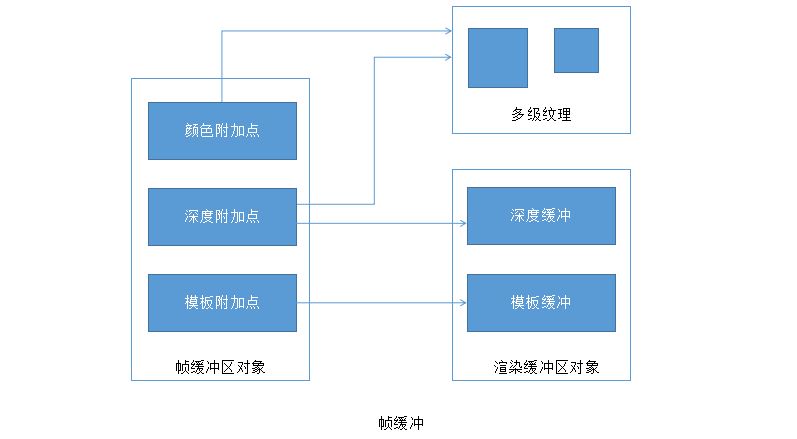 颜色附加点
深度附加点
模板附加点
帧缓冲区对象
多级纹理
深度缓冲
模板缓冲
渲染缓冲区对象
帧缓冲